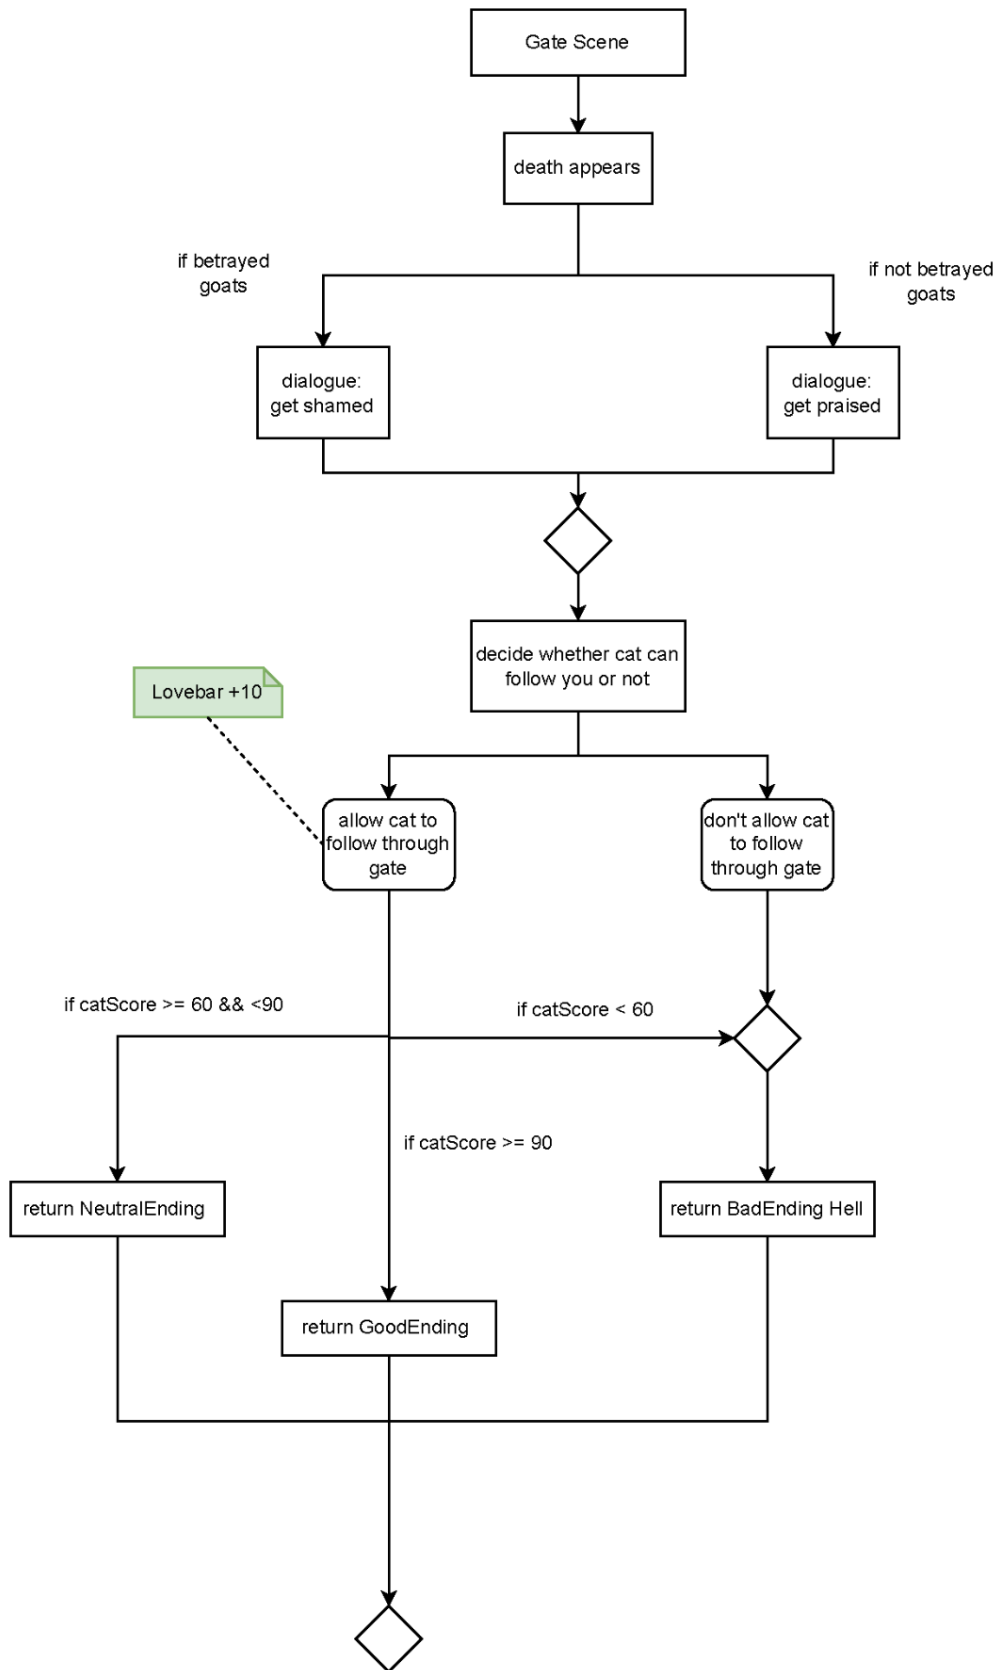 Gate Scene
death appears
if betrayed
goats
if not betrayed
goats
dialogue:
get shamed
dialogue:
get praised
decide whether cat can
follow you or not
Lovebar +10
allow cat to
follow through
gate
don't allow cat
to follow
through gate
if catScore >= 60 && <90
if catScore < 60
if catScore >= 90
return NeutralEnding
return BadEnding Hell
return GoodEnding